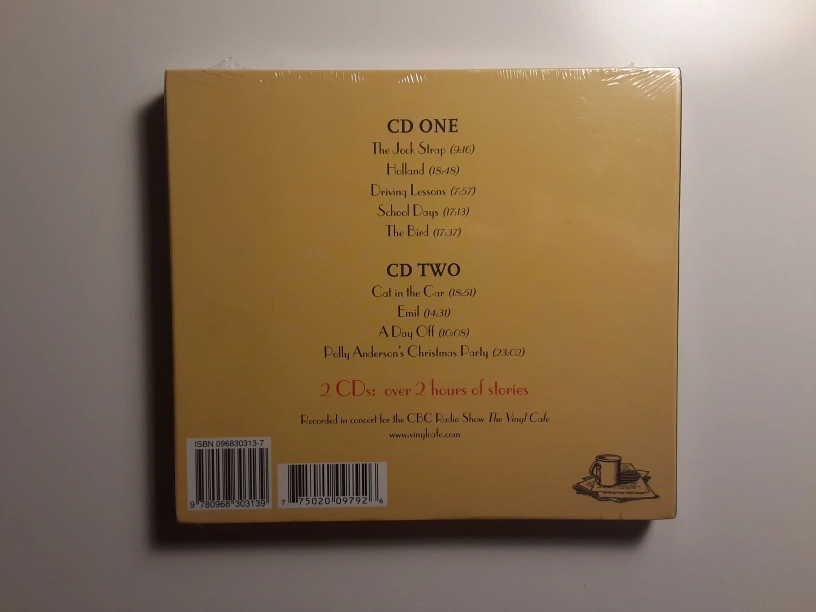 CD ONE
The Jock Strap (9:16)
Holland (18:48)
Driving Lessons (7:57)
School Days (17:13)
The Bird (17:37)
CD TWO
Cat in the Car (18:51)
Emil (14:31)
A Day Off (10:08)
Polly Anderson's Christmas Party (23:02)
2 CDs: over 2 hours of stories
Recorded in concert for the CBC Radio Show The Vinyl Cafe
www.vinylcafe.com
ISBN 096830313-7
9 780968 303139
7 75020 09792 6